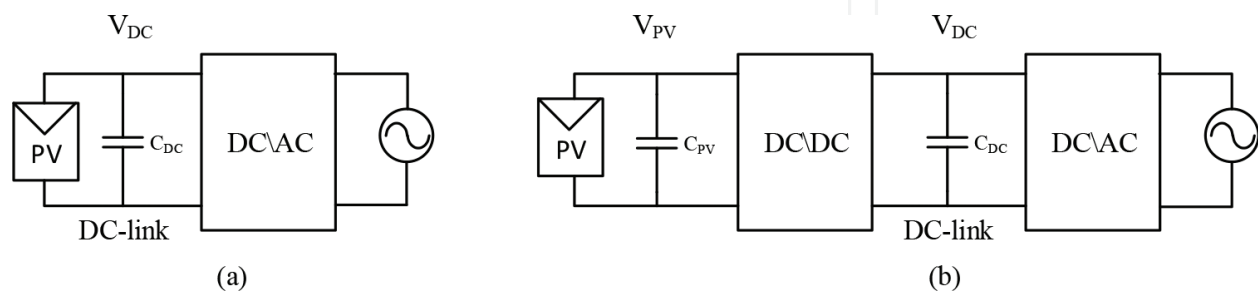 V_DC
PV
C_DC
DC\AC
DC-link
(a)
V_PV
V_DC
PV
C_PV
DC\DC
C_DC
DC\AC
DC-link
(b)